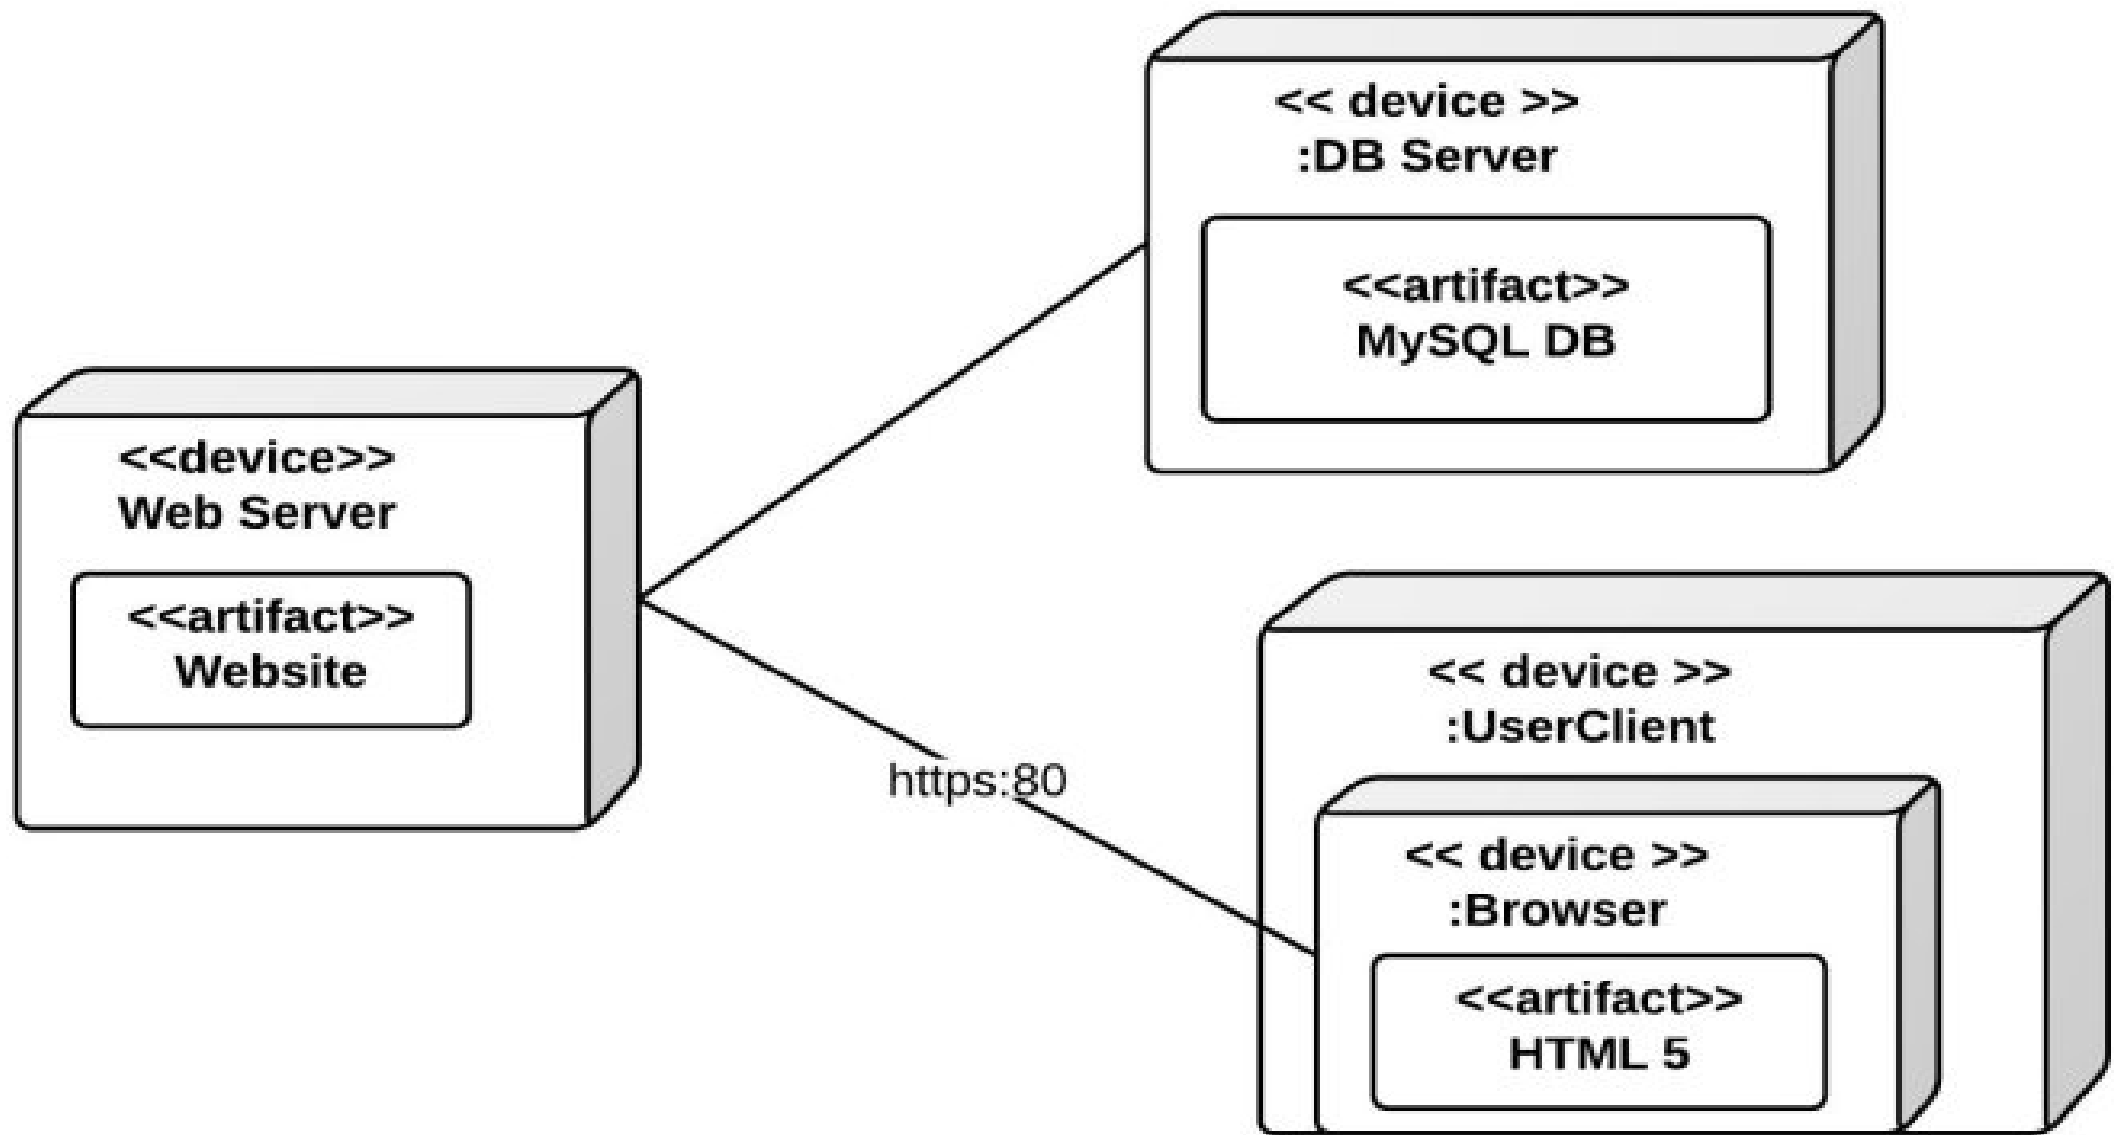 << device >>
:DB Server
<<artifact>>
MySQL DB
<<device>>
Web Server
<<artifact>>
Website
https:80
<< device >>
:UserClient
<< device >>
:Browser
<<artifact>>
HTML 5